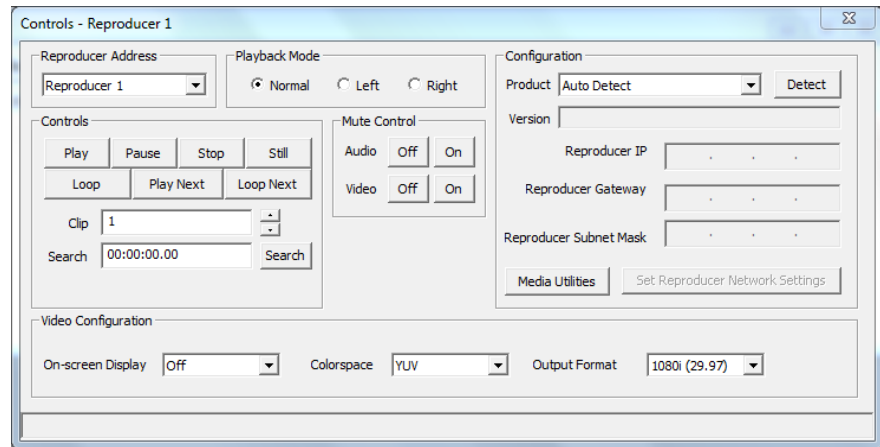 Controls - Reproducer 1
Reproducer Address
Reproducer 1
Playback Mode
Normal Left Right
Configuration
Product Auto Detect Detect
Version
Reproducer IP . . .
Reproducer Gateway . . .
Reproducer Subnet Mask . . .
Media Utilities Set Reproducer Network Settings
Controls
Play Pause Stop Still
Loop Play Next Loop Next
Clip 1
Search 00:00:00.00 Search
Mute Control
Audio Off On
Video Off On
Video Configuration
On-screen Display Off Colorspace YUV Output Format 1080i (29.97)